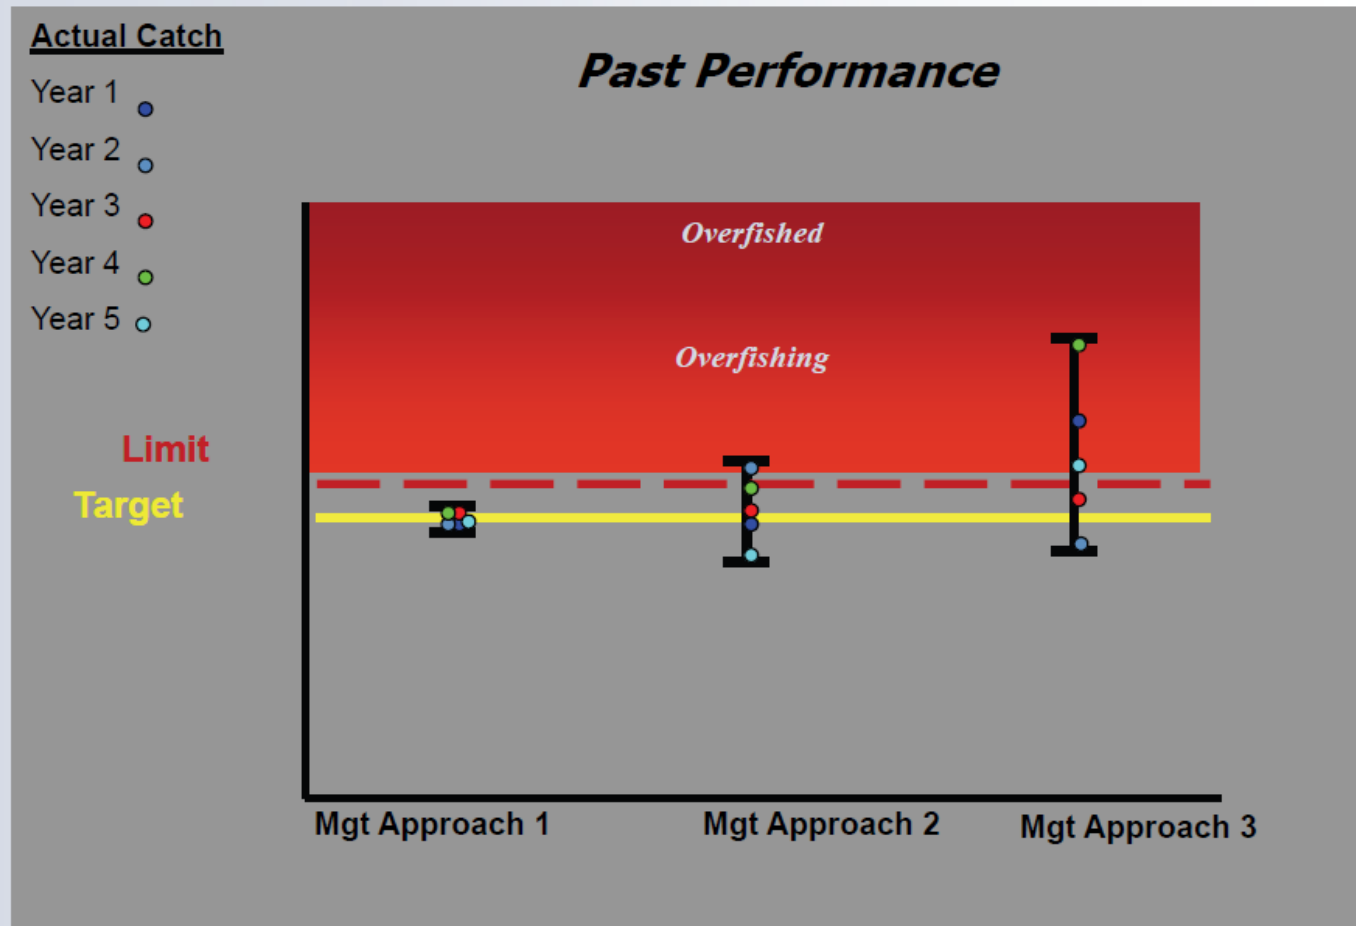 Actual Catch
Past Performance
Year 1
Year 2
Year 3
Year 4
Year 5
Overfished
Overfishing
Limit
Target
Mgt Approach 1
Mgt Approach 2
Mgt Approach 3